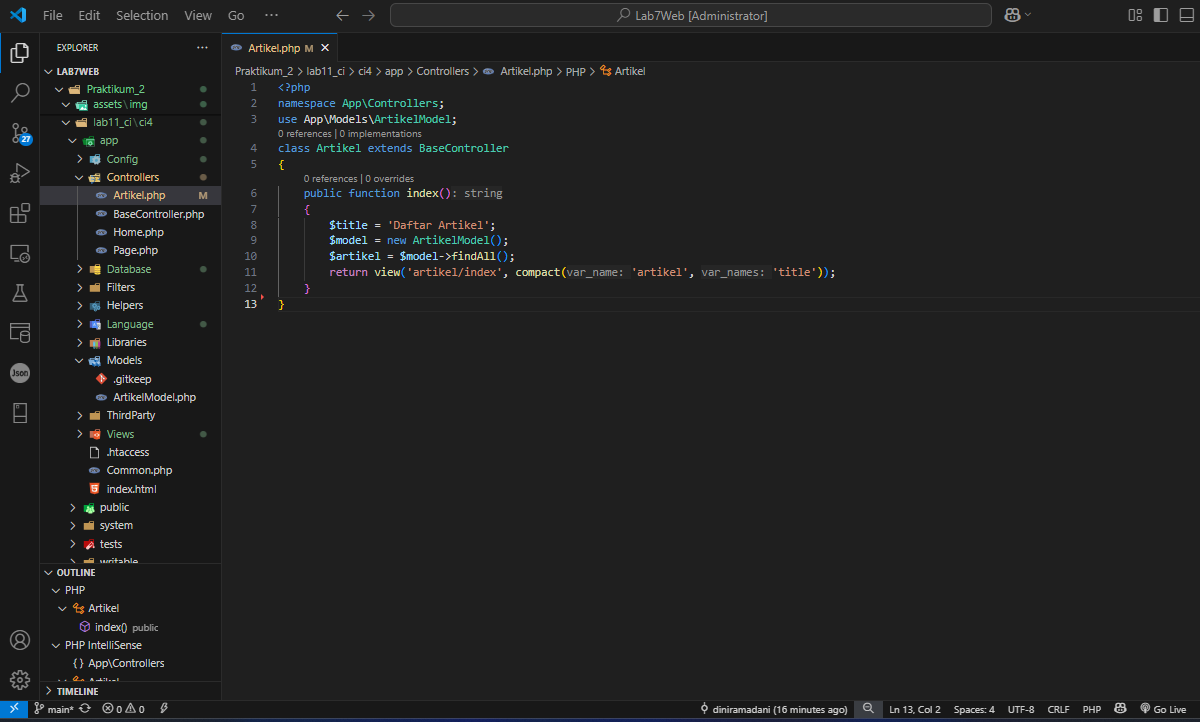 File Edit Selection View Go ··· Lab7Web [Administrator]
EXPLORER ···
LAB7WEB
Praktikum_2
assets\img
lab11_ci\ci4
app
Config
Controllers
Artikel.php M
BaseController.php
Home.php
Page.php
Database
Filters
Helpers
Language
Libraries
Models
.gitkeep
ArtikelModel.php
ThirdParty
Views
.htaccess
Common.php
index.html
public
system
tests
writable
OUTLINE
PHP
Artikel
index() public
PHP IntelliSense
{} App\Controllers
Artikel
TIMELINE
27
Json
Artikel.php M
Praktikum_2 > lab11_ci > ci4 > app > Controllers > Artikel.php > PHP > Artikel
1 <?php
2 namespace App\Controllers;
3 use App\Models\ArtikelModel;
0 references | 0 implementations
4 class Artikel extends BaseController
5 {
0 references | 0 overrides
6 public function index(): string
7 {
8 $title = 'Daftar Artikel';
9 $model = new ArtikelModel();
10 $artikel = $model->findAll();
11 return view('artikel/index', compact(var_name: 'artikel', var_names: 'title'));
12 }
13 }
main* 0 0 diniramadani (16 minutes ago) Ln 13, Col 2 Spaces: 4 UTF-8 CRLF PHP Go Live